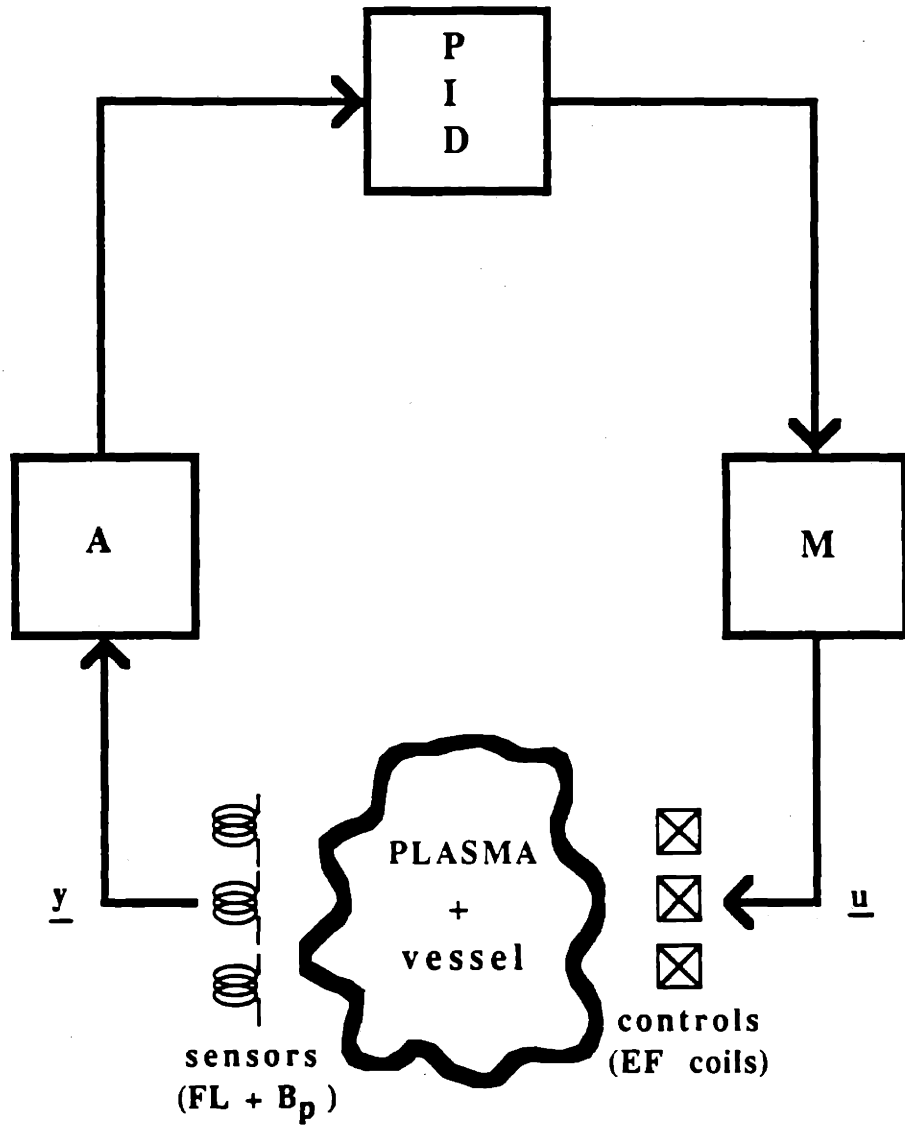 P
I
D
A
M
PLASMA
+
vessel
y
u
sensors
(FL + Bp )
controls
(EF coils)